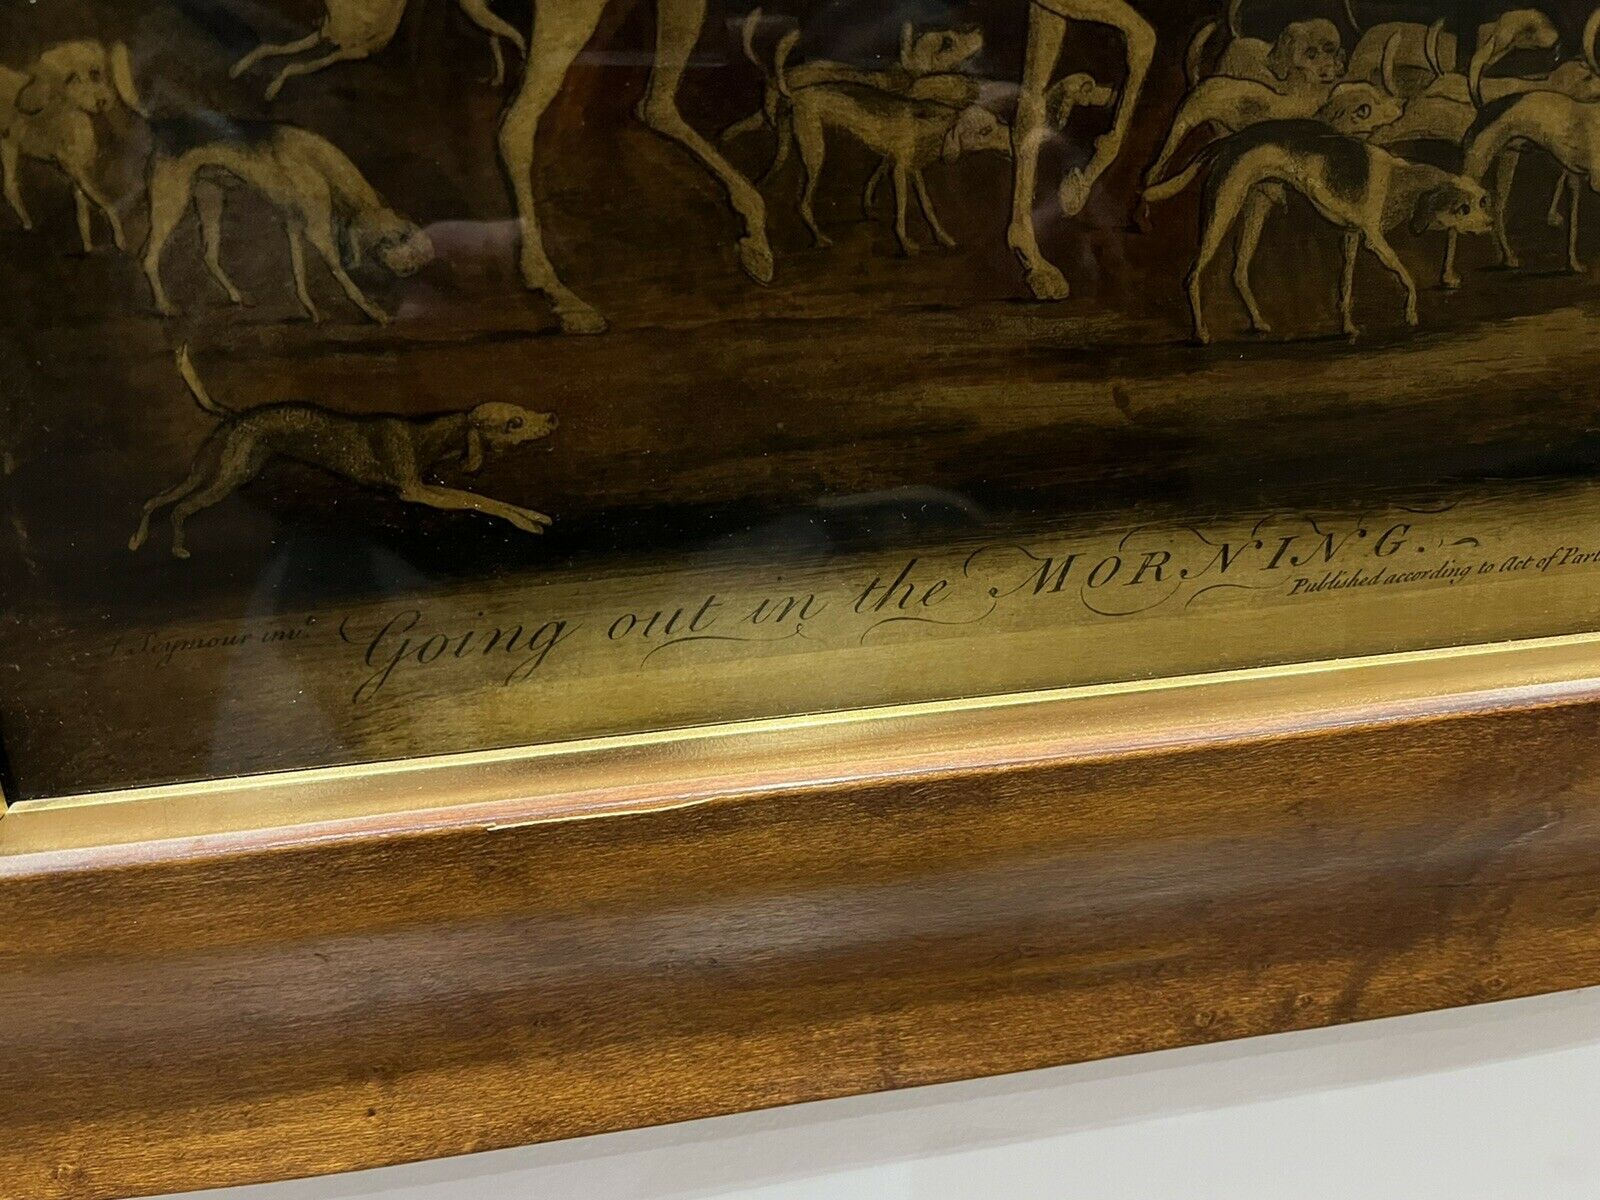 J Seymour inv.t
Going out in the MORNING.
Published according to Act of Parl